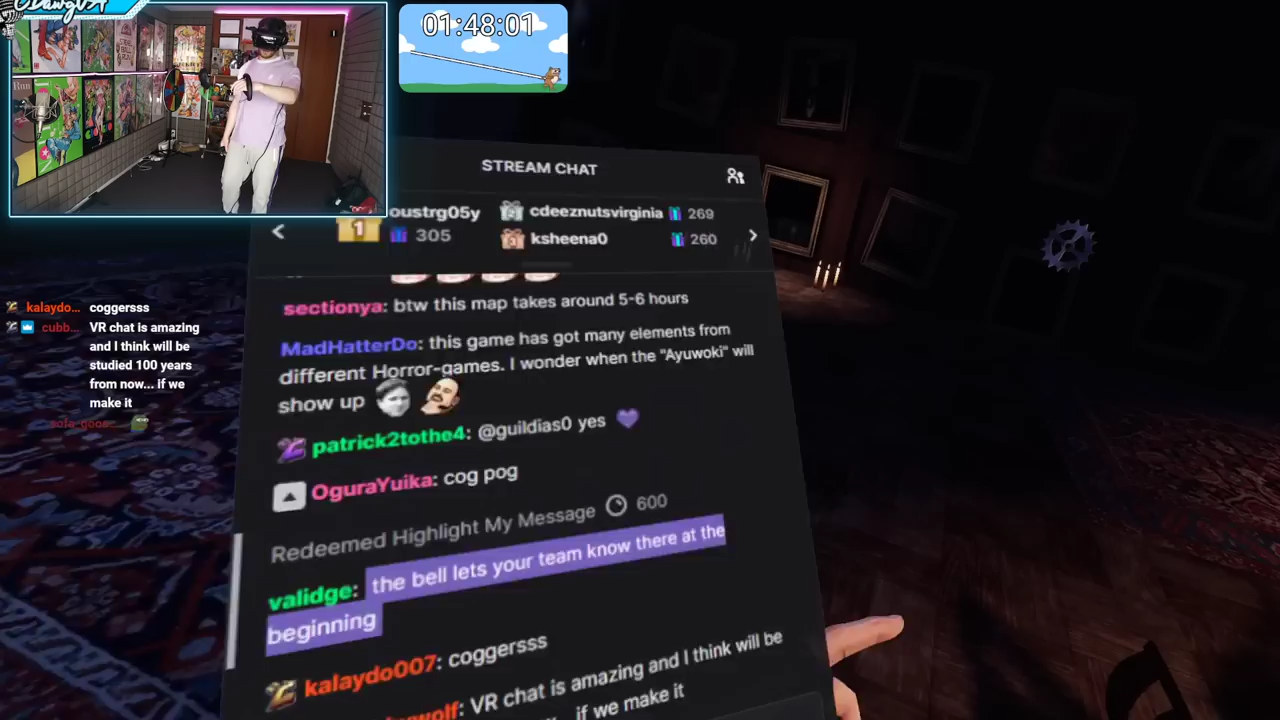 CDawgVA
01:48:01
STREAM CHAT
oustrg05y
cdeeznutsvirginia 269
1
305
ksheena0
260
sectionya: btw this map takes around 5-6 hours
MadHatterDo: this game has got many elements from
different Horror-games. I wonder when the "Ayuwoki" will
show up
patrick2tothe4: @guildias0 yes
OguraYuika: cog pog
Redeemed Highlight My Message 600
validge: the bell lets your team know there at the
beginning
kalaydo007: coggersss
wolf: VR chat is amazing and I think will be
if we make it
kalaydo... coggersss
cubb... VR chat is amazing
and I think will be
studied 100 years
from now... if we
make it
sofa_goos...